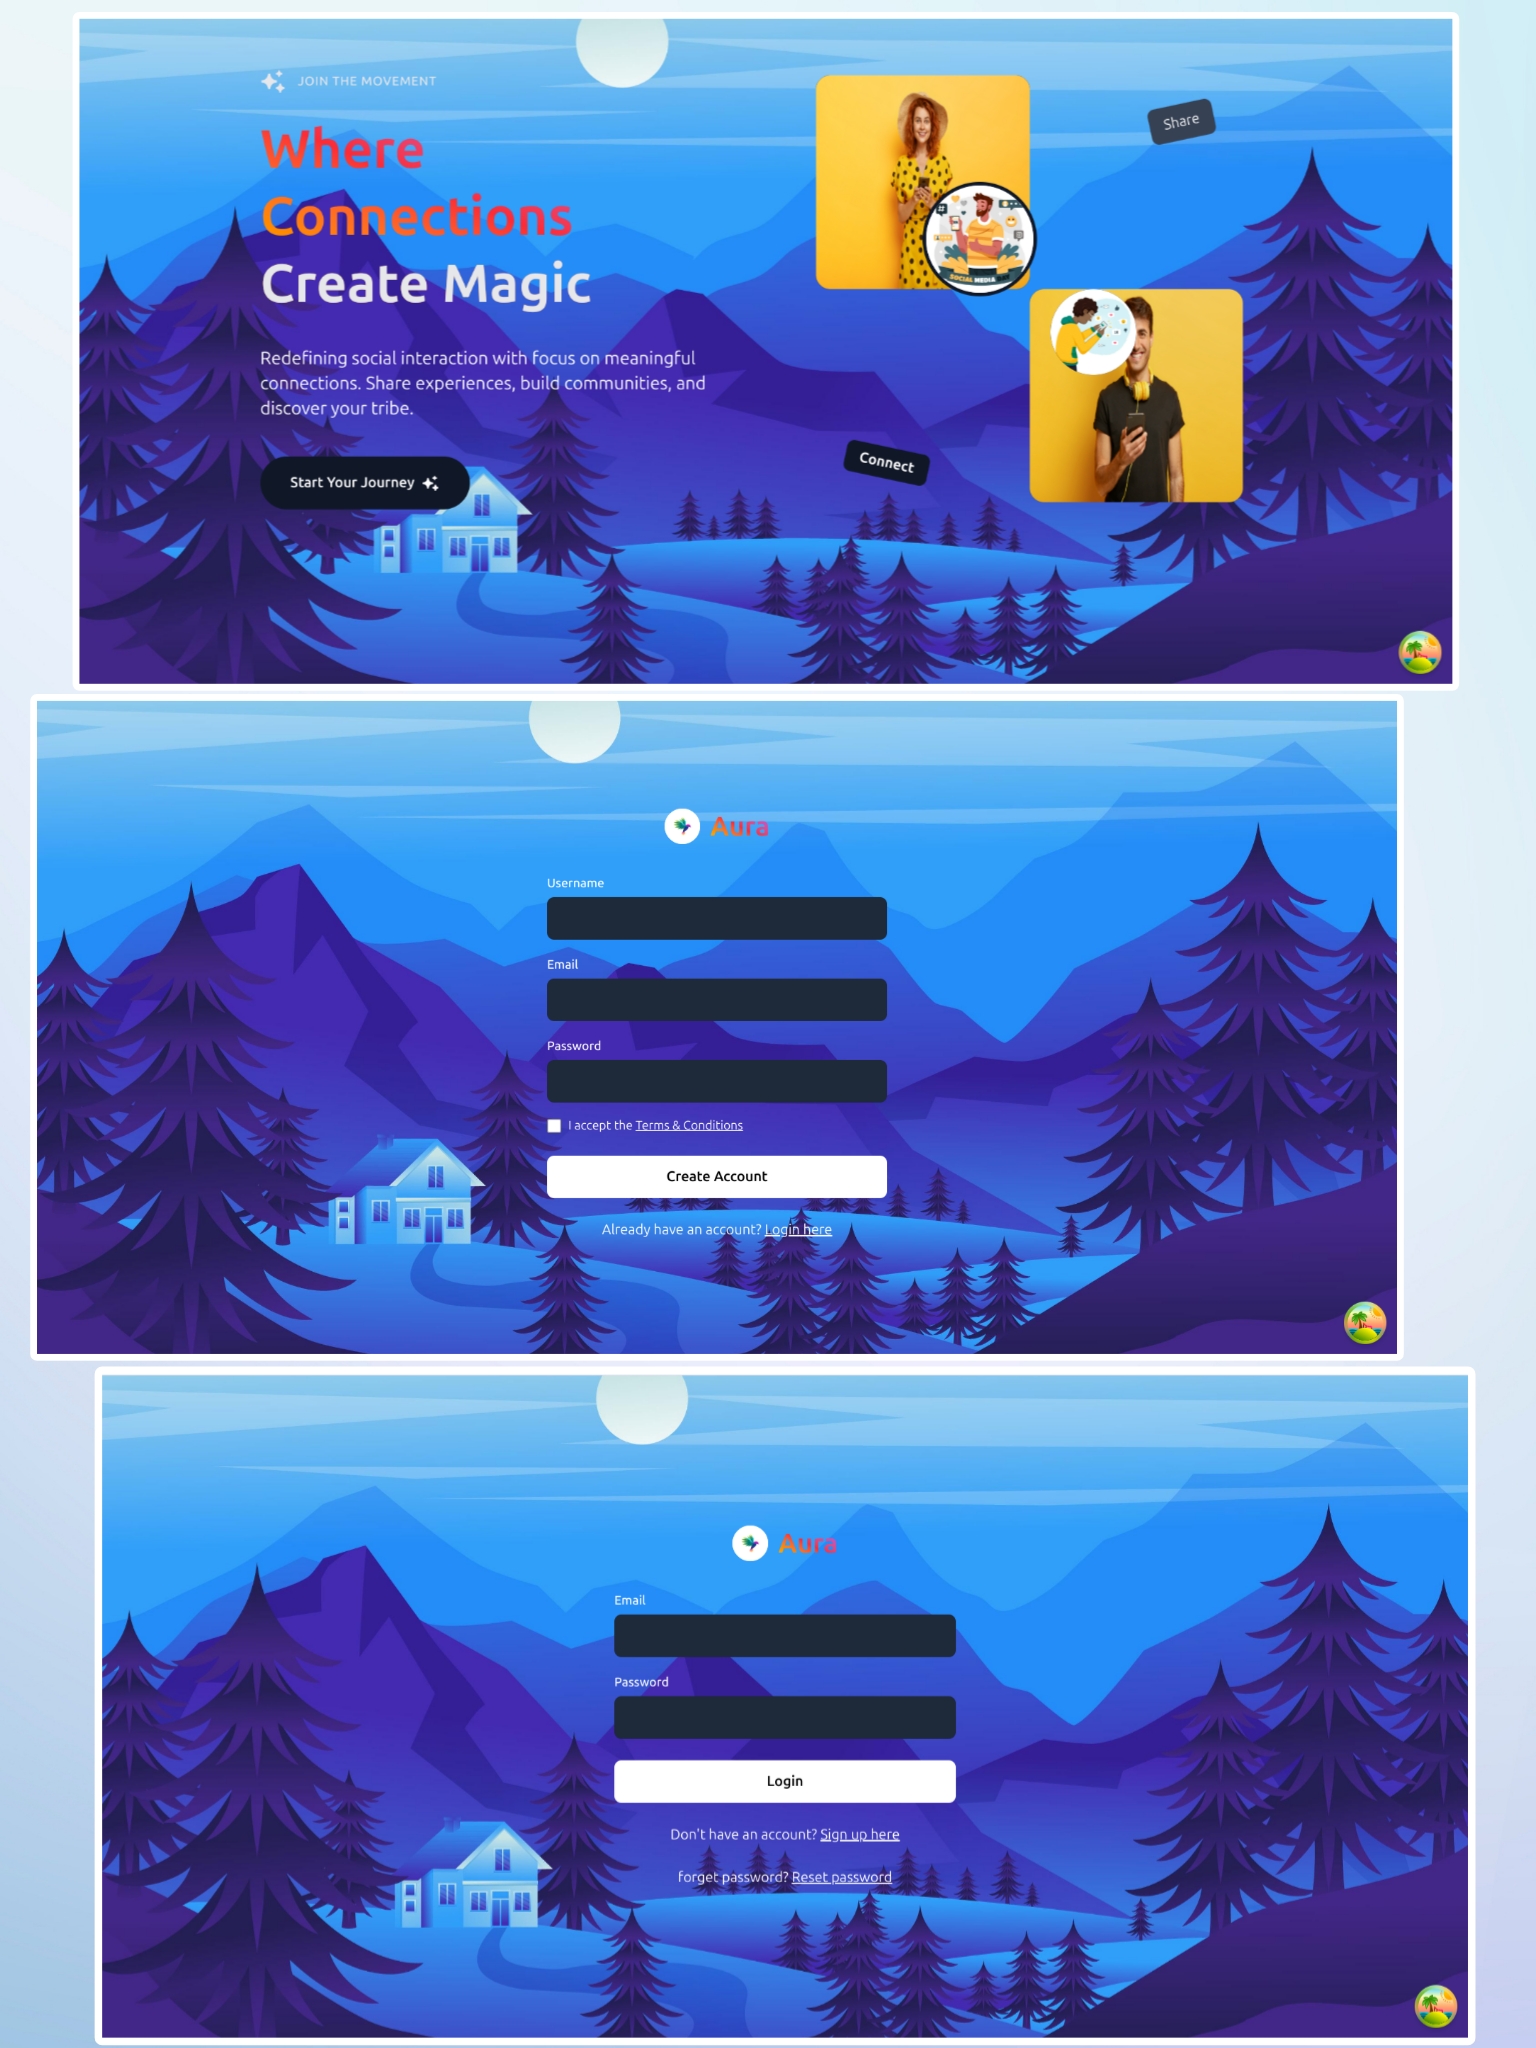 JOIN THE MOVEMENT
Where
Connections
Create Magic
Redefining social interaction with focus on meaningful
connections. Share experiences, build communities, and
discover your tribe.
Start Your Journey
Share
SOCIAL MEDIA
Connect
Aura
Username
Email
Password
I accept the Terms & Conditions
Create Account
Already have an account? Login here
Aura
Email
Password
Login
Don't have an account? Sign up here
forget password? Reset password